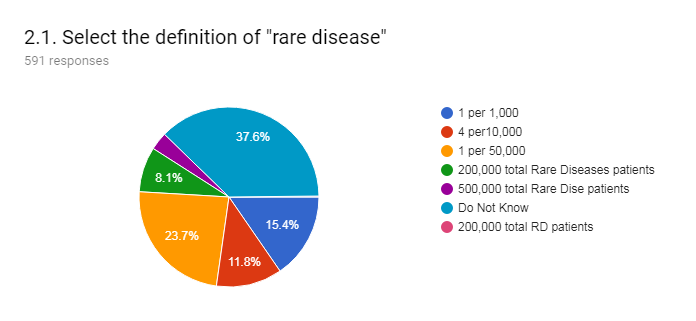 2.1. Select the definition of "rare disease"
591 responses
37.6%
8.1%
15.4%
23.7%
11.8%
1 per 1,000
4 per10,000
1 per 50,000
200,000 total Rare Diseases patients
500,000 total Rare Dise patients
Do Not Know
200,000 total RD patients